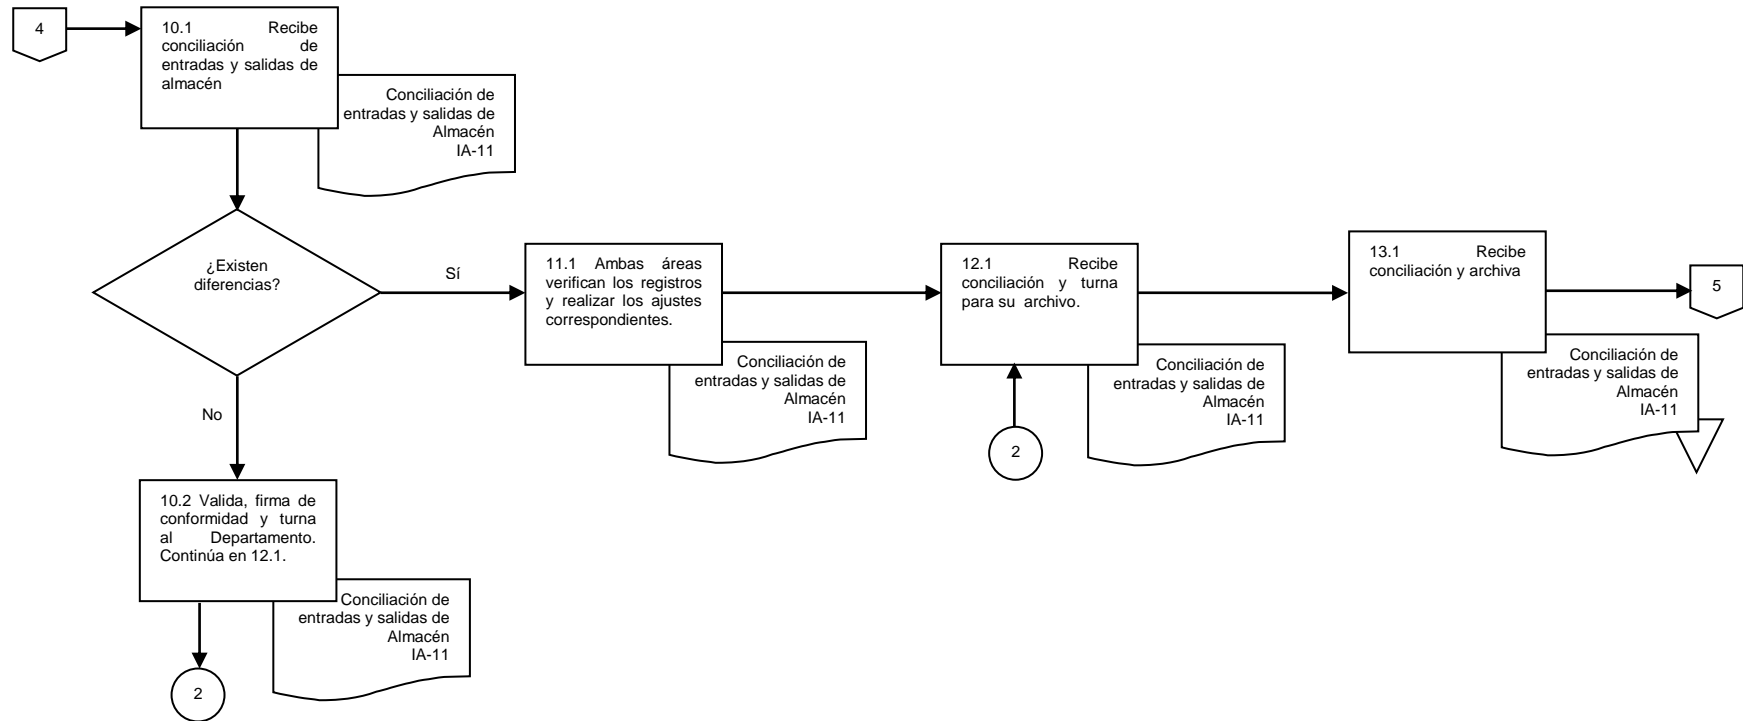 4
10.1 Recibe
conciliación de
entradas y salidas de
almacén
Conciliación de
entradas y salidas de
Almacén
IA-11
¿Existen
diferencias?
Sí
No
11.1 Ambas áreas
verifican los registros
y realizar los ajustes
correspondientes.
Conciliación de
entradas y salidas de
Almacén
IA-11
12.1 Recibe
conciliación y turna
para su archivo.
Conciliación de
entradas y salidas de
Almacén
IA-11
2
13.1 Recibe
conciliación y archiva
Conciliación de
entradas y salidas de
Almacén
IA-11
5
10.2 Valida, firma de
conformidad y turna
al Departamento.
Continúa en 12.1.
Conciliación de
entradas y salidas de
Almacén
IA-11
2